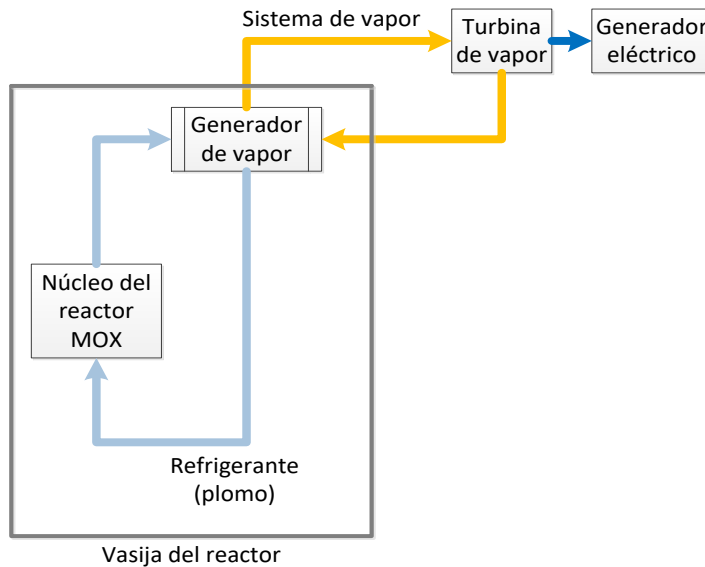 Sistema de vapor
Turbina
de vapor
Generador
eléctrico
Generador
de vapor
Núcleo del
reactor
MOX
Refrigerante
(plomo)
Vasija del reactor